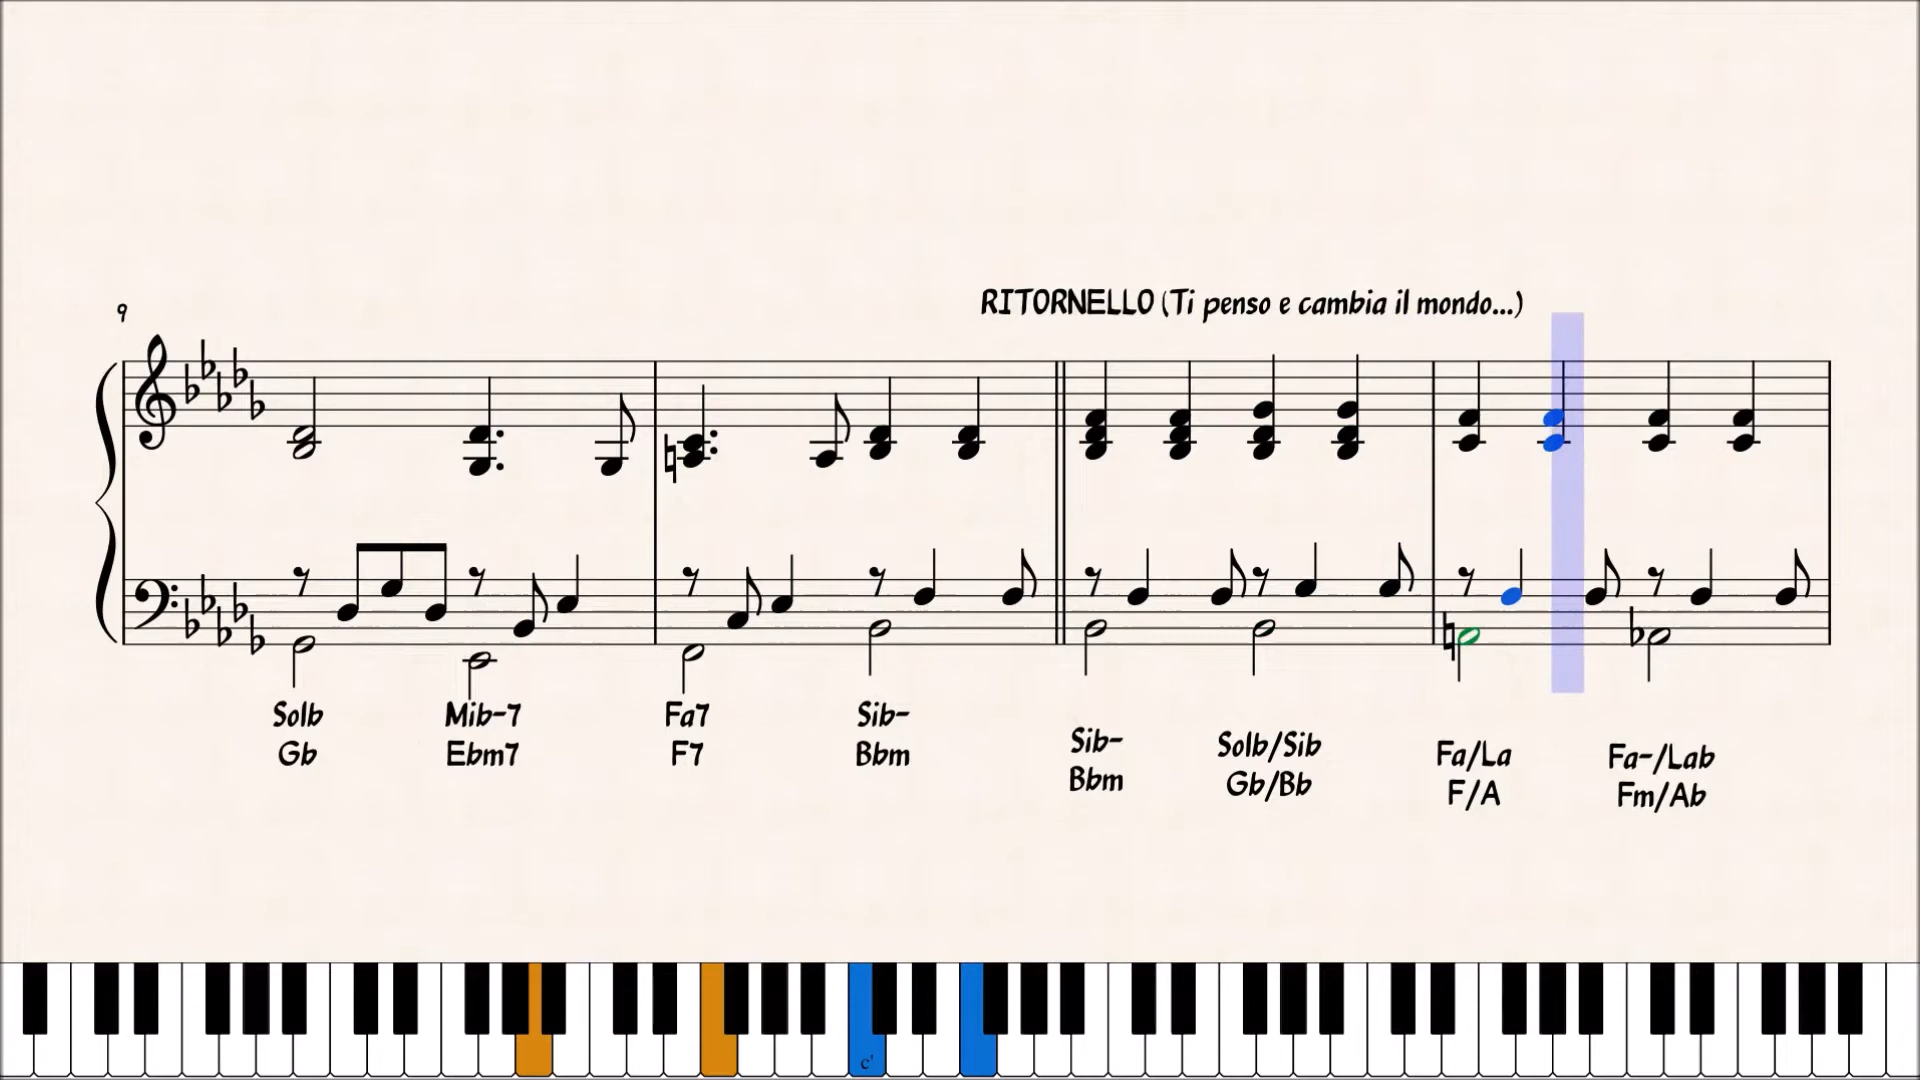 RITORNELLO (Ti penso e cambia il mondo...)
9
Solb Mib-7 Fa7 Sib- Sib- Solb/Sib Fa/La Fa-/Lab
Gb Ebm7 F7 Bbm Bbm Gb/Bb F/A Fm/Ab
c'